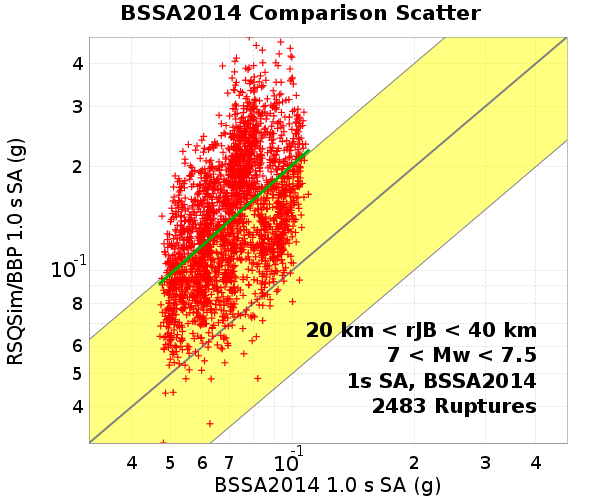 BSSA2014 Comparison Scatter
RSQSim/BBP 1.0 s SA (g)
4
3
2
10⁻¹
8
6
5
4
20 km < rJB < 40 km
7 < Mw < 7.5
1s SA, BSSA2014
2483 Ruptures
4 5 6 7 10⁻¹ 2 3 4
BSSA2014 1.0 s SA (g)